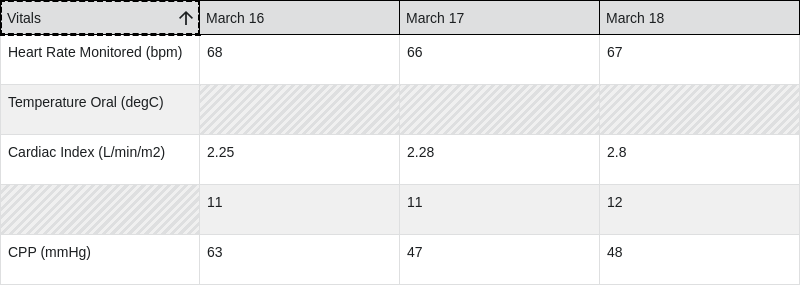 Vitals March 16 March 17 March 18
Heart Rate Monitored (bpm) 68 66 67
Temperature Oral (degC)
Cardiac Index (L/min/m2) 2.25 2.28 2.8
11 11 12
CPP (mmHg) 63 47 48